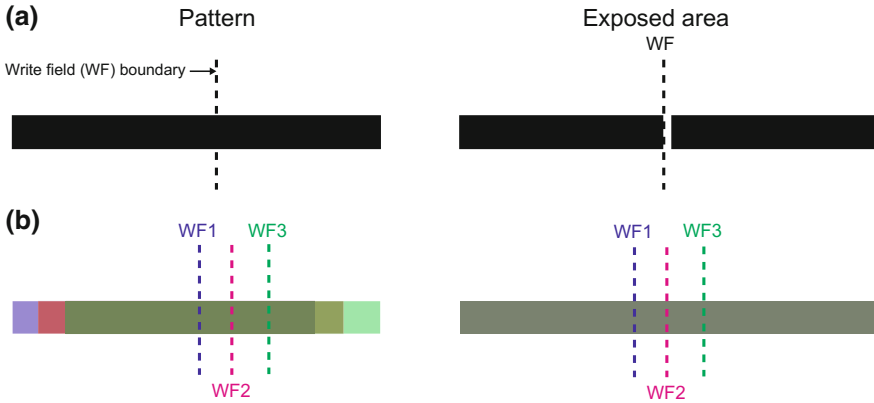 (a)
Pattern
Exposed area
WF
Write field (WF) boundary
(b)
WF1
WF3
WF2
WF1
WF3
WF2